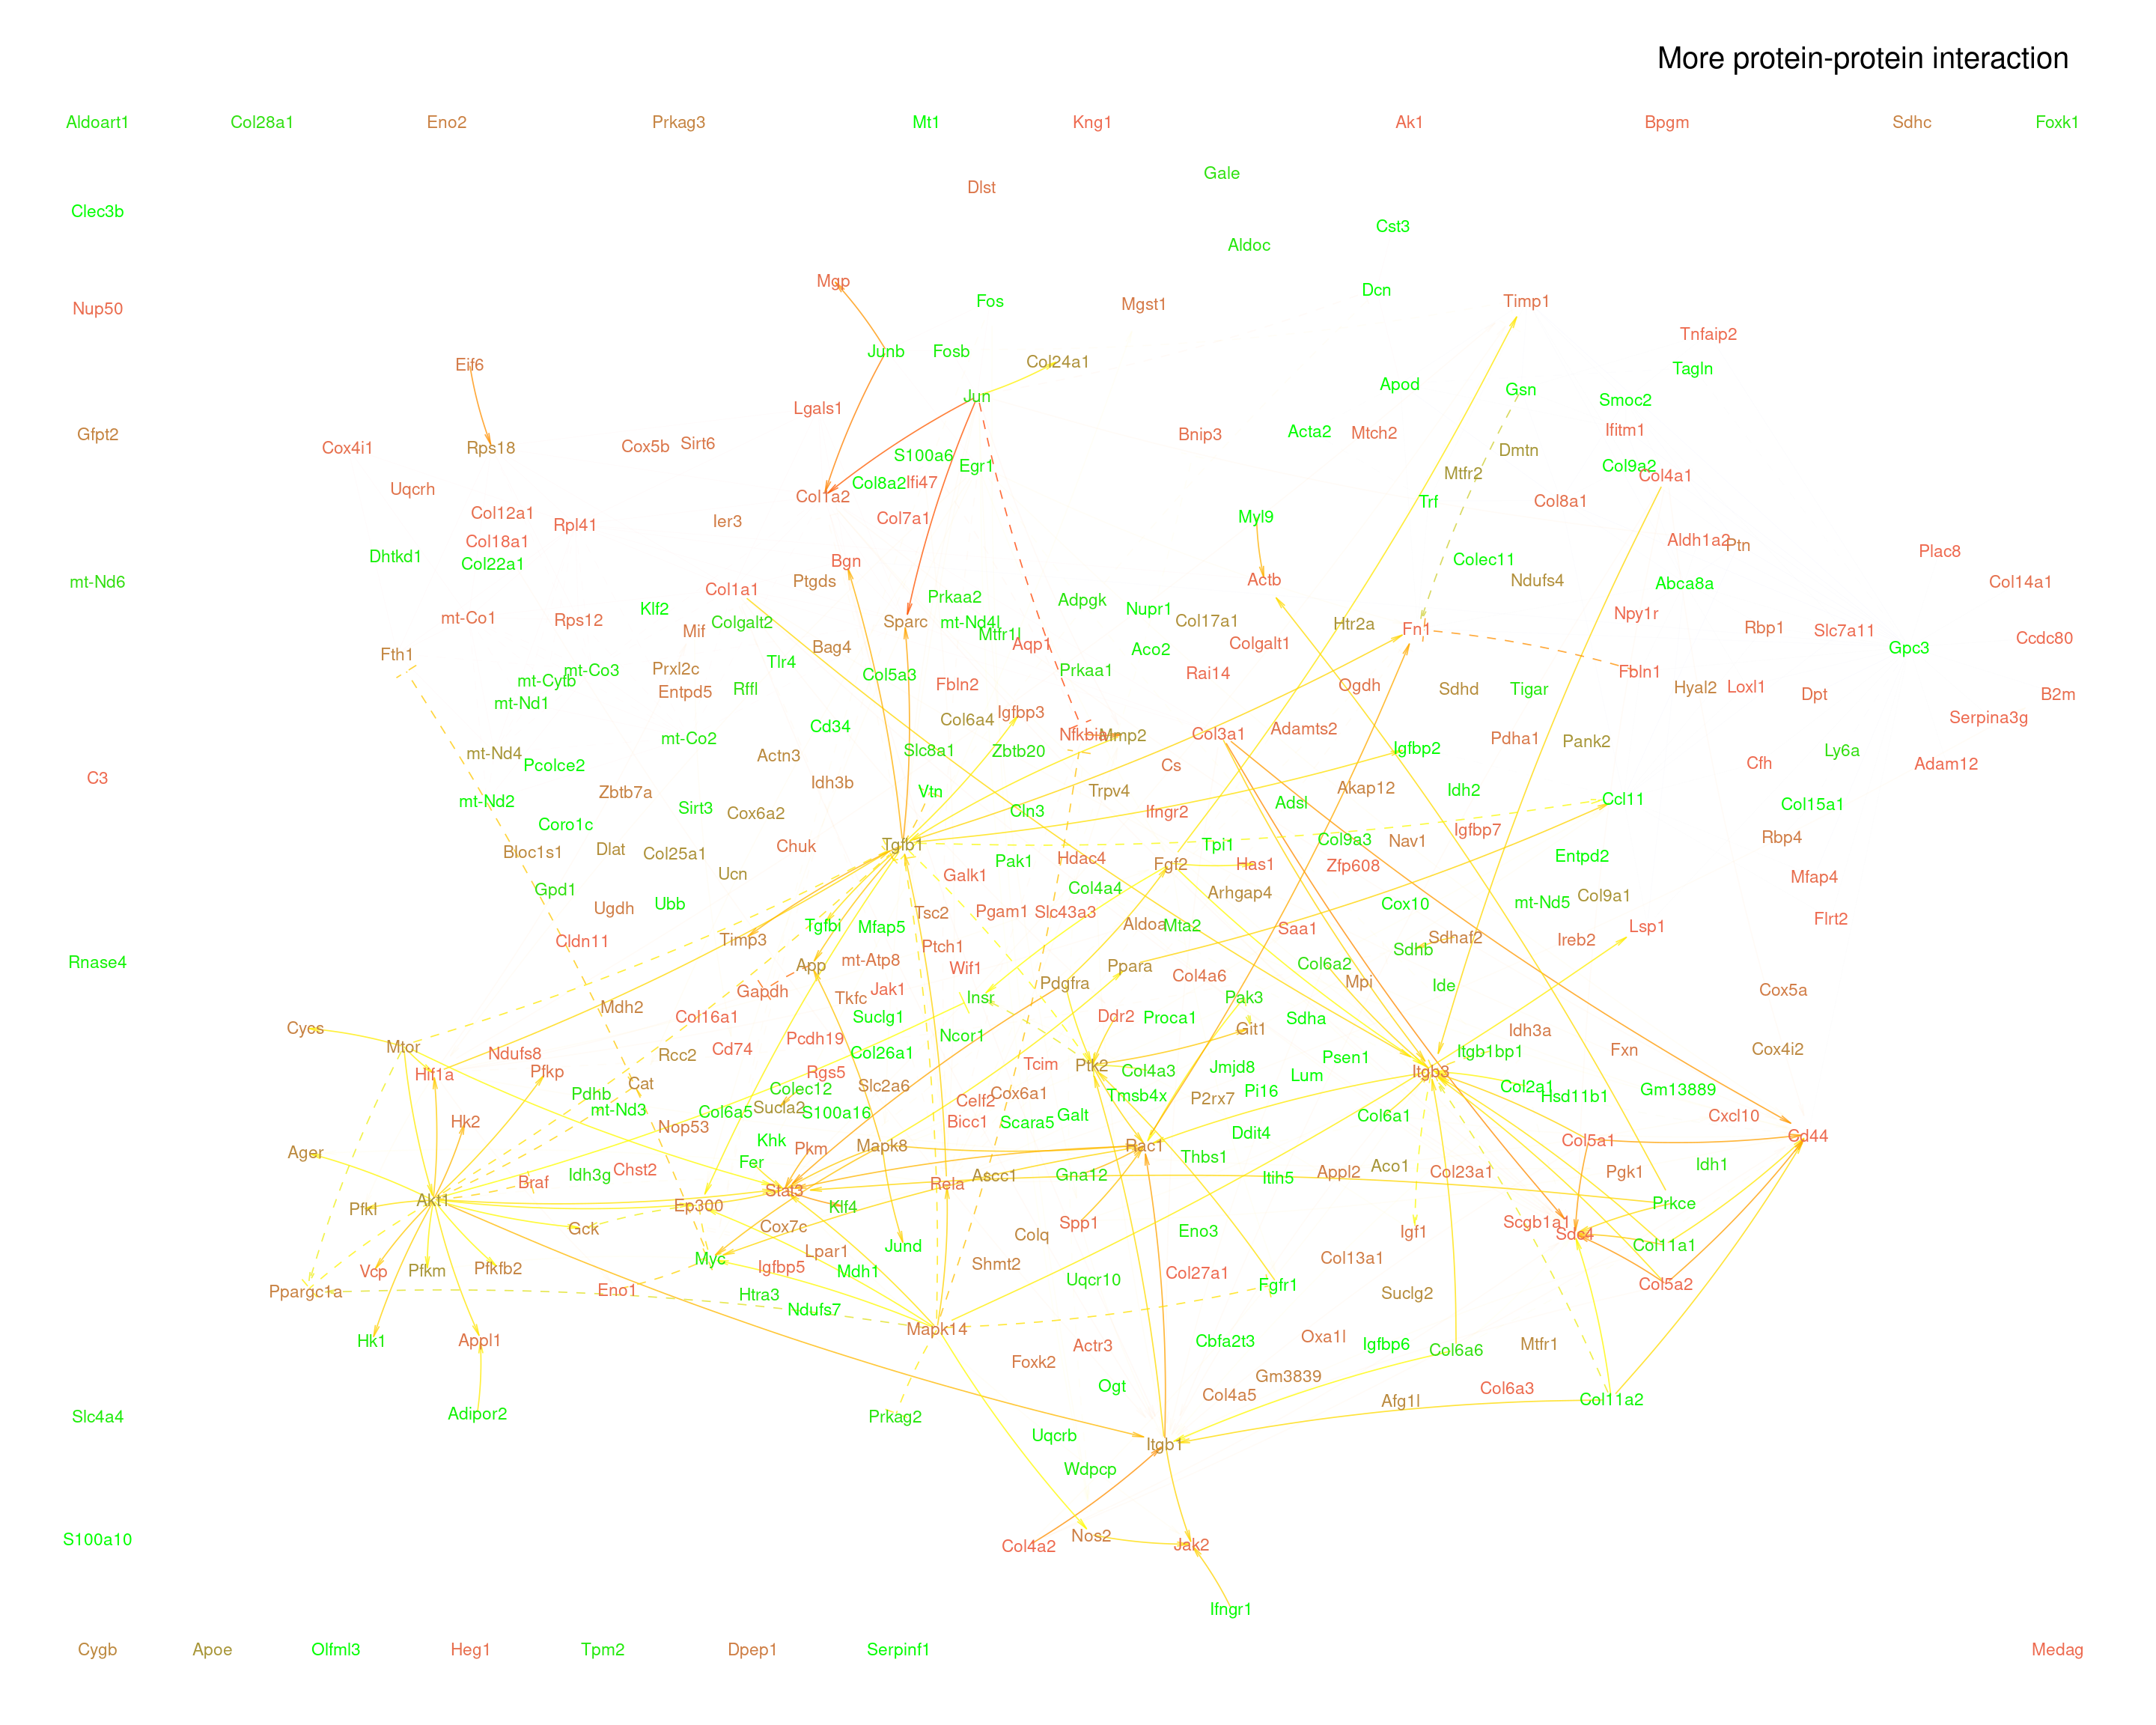 More protein-protein interaction
Aldoart1 Col28a1 Eno2 Prkag3 Mt1 Kng1 Ak1 Bpgm Sdhc Foxk1
Gale
Dlst
Clec3b
Cst3
Aldoc
Mgp
Dcn
Fos Mgst1 Timp1
Nup50
Tnfaip2
Junb Fosb
Eif6 Col24a1
Tagln
Apod
Jun Gsn
Smoc2
Lgals1
Gfpt2 Bnip3 Acta2 Mtch2 Ifitm1
Cox4i1 Rps18 Cox5b Sirt6
Dmtn
S100a6
Egr1 Mtfr2 Col9a2
Col4a1
Uqcrh Col8a2 Ifi47
Col1a2 Trf Col8a1
Col12a1 Rpl41 Ier3 Col7a1 Myl9
Col18a1 Aldh1a2 Ptn
Dhtkd1 Col22a1 Bgn Colec11 Plac8
mt-Nd6 Col1a1 Ptgds Actb Ndufs4 Abca8a Col14a1
Prkaa2 Adpgk
mt-Co1 Rps12 Klf2 Colgalt2 Sparc mt-Nd4l Nupr1 Col17a1 Htr2a Npy1r
Mif Mtfr1l Fn1 Rbp1 Slc7a11
Fth1 Bag4 Aqp1 Aco2 Colgalt1 Gpc3 Ccdc80
mt-Cytb mt-Co3 Prxl2c Tlr4 Col5a3 Prkaa1 Rai14 Fbln1
Entpd5 Rffl Fbln2 Ogdh Sdhd Tigar Hyal2 Loxl1 Dpt B2m
mt-Nd1
Cd34 Col6a4 Igfbp3 Serpina3g
mt-Co2 Nfkbia Mmp2 Col3a1 Adamts2 Pdha1 Pank2
mt-Nd4 Actn3 Slc8a1 Zbtb20 Igfbp2 Ly6a
Pcolce2 Cs Cfh Adam12
C3 Idh3b
mt-Nd2 Zbtb7a Sirt3 Vtn Trpv4 Akap12 Idh2 Ccl11
Cox6a2 Cln3 Ifngr2 Adsl Col15a1
Coro1c
Bloc1s1 Dlat Col25a1 Chuk Tgfb1 Tpi1 Col9a3 Nav1 Igfbp7 Rbp4
Ucn Pak1 Hdac4 Fgf2 Has1 Zfp608 Entpd2
Gpd1 Galk1 Col4a4 Arhgap4 Mfap4
Ugdh Ubb Tsc2 Pgam1 Slc43a3 Cox10 mt-Nd5 Col9a1
Tgfbi Mfap5 Aldoa Mta2 Saa1 Lsp1 Flrt2
Cldn11 Timp3 Ptch1 Sdhaf2 Ireb2
Rnase4 App mt-Atp8 Wif1 Ppara Col6a2 Sdhb
Gapdh Tkfc Jak1 Insr Pdgfra Col4a6 Mpi Ide Cox5a
Mdh2 Col16a1 Suclg1 Ddr2 Proca1 Pak3 Sdha
Cycs Ncor1 Git1 Idh3a
Mtor Rcc2 Cd74 Pcdh19 Col26a1 Itgb1bp1 Fxn Cox4i2
Ndufs8 Tcim Ptk2 Jmjd8 Psen1
Hif1a Pfkp Rgs5 Col4a3 Lum Itgb3
Pdhb Cat Colec12 Slc2a6 Cox6a1 Tmsb4x P2rx7 Pi16 Col2a1 Hsd11b1 Gm13889
mt-Nd3 Col6a5 Sucla2 S100a16 Celf2 Col6a1 Cxcl10
Hk2 Nop53 Bicc1 Scara5 Galt
Khk Ddit4 Cd44
Ager Fer Pkm Mapk8 Rac1 Thbs1 Col5a1
Idh3g Chst2 Ascc1 Gna12 Itih5 Appl2 Aco1 Col23a1 Pgk1 Idh1
Braf Stat3 Rela
Pfkl Akt1 Ep300 Klf4 Prkce
Gck Cox7c Colq Spp1 Eno3 Igf1 Scgb1a1
Sdc4
Myc Lpar1 Jund Col11a1
Vcp Pfkm Pfkfb2 Igfbp5 Mdh1 Shmt2 Col27a1 Col13a1
Ppargc1a Eno1 Htra3 Uqcr10 Fgfr1 Suclg2 Col5a2
Ndufs7
Hk1 Appl1 Mapk14 Actr3 Cbfa2t3 Oxa1l Igfbp6 Col6a6 Mtfr1
Foxk2 Gm3839
Ogt Col4a5 Afg1l Col6a3 Col11a2
Slc4a4 Adipor2 Prkag2
Uqcrb Itgb1
Wdpcp
S100a10 Col4a2 Nos2 Jak2
Ifngr1
Cygb Apoe Olfml3 Heg1 Tpm2 Dpep1 Serpinf1 Medag